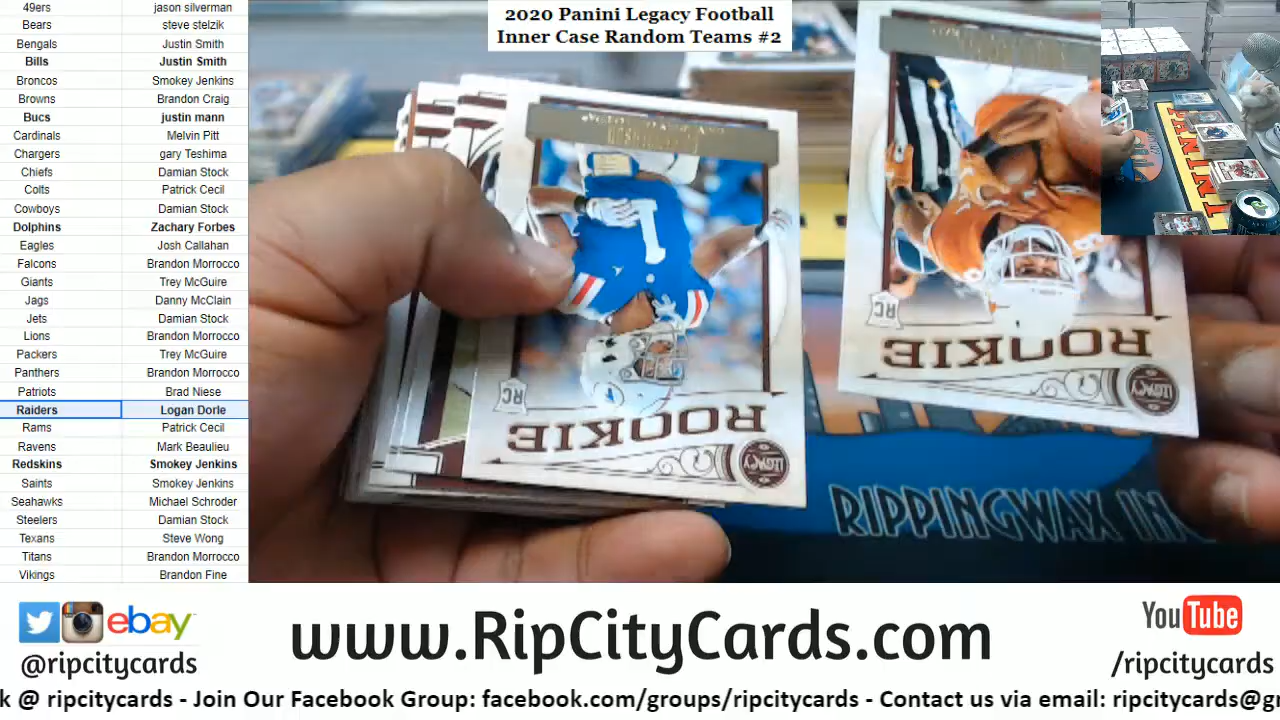 2020 Panini Legacy Football
Inner Case Random Teams #2
49ers jason silverman
Bears steve stelzik
Bengals Justin Smith
Bills Justin Smith
Broncos Smokey Jenkins
Browns Brandon Craig
Bucs justin mann
Cardinals Melvin Pitt
Chargers gary Teshima
Chiefs Damian Stock
Colts Patrick Cecil
Cowboys Damian Stock
Dolphins Zachary Forbes
Eagles Josh Callahan
Falcons Brandon Morrocco
Giants Trey McGuire
Jags Danny McClain
Jets Damian Stock
Lions Brandon Morrocco
Packers Trey McGuire
Panthers Brandon Morrocco
Patriots Brad Niese
Raiders Logan Dorle
Rams Patrick Cecil
Ravens Mark Beaulieu
Redskins Smokey Jenkins
Saints Smokey Jenkins
Seahawks Michael Schroder
Steelers Damian Stock
Texans Steve Wong
Titans Brandon Morrocco
Vikings Brandon Fine
ROOKIE
RC
LEGACY
ROOKIE
RC
LEGACY
PANINI
RIPPINGWAX IN
ebay
@ripcitycards
www.RipCityCards.com
YouTube
/ripcitycards
k @ ripcitycards - Join Our Facebook Group: facebook.com/groups/ripcitycards - Contact us via email: ripcitycards@g